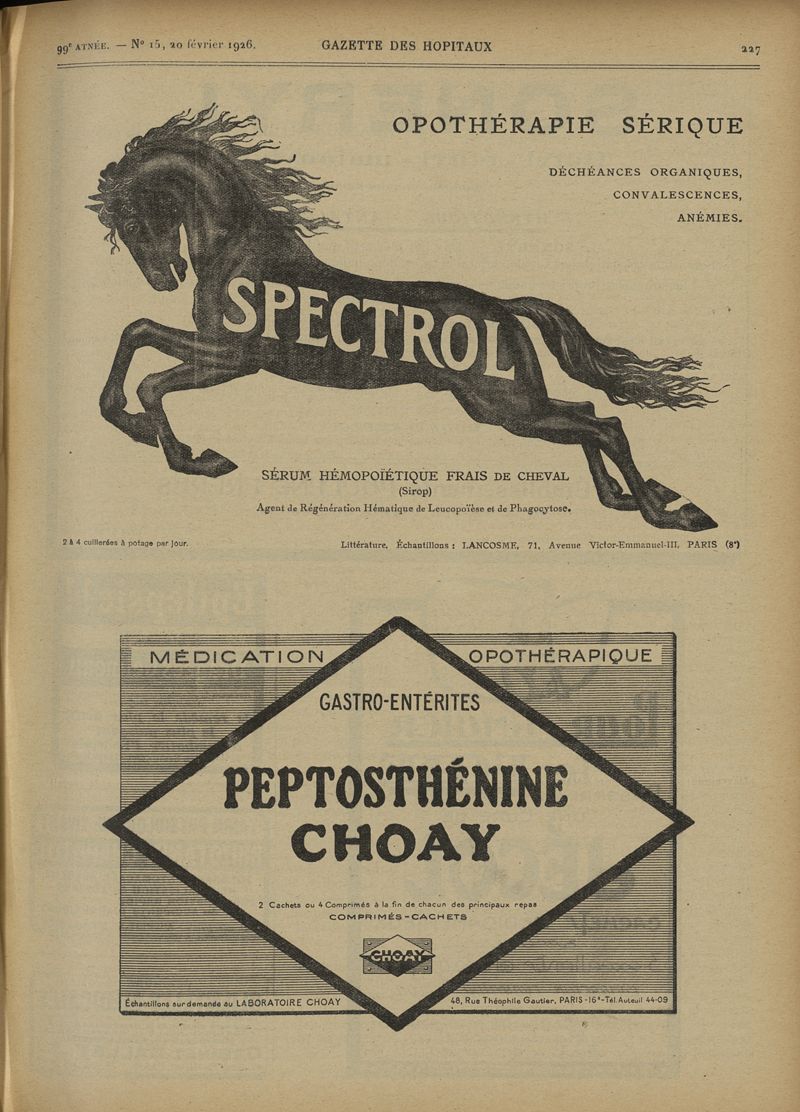 99e ATNÉE. — N° 15, 20 février 1926. GAZETTE DES HOPITAUX 227
OPOTHÉRAPIE SÉRIQUE
DÉCHÉANCES ORGANIQUES,
CONVALESCENCES,
ANÉMIES.
SPECTROL
SÉRUM HÉMOPOÏÉTIQUE FRAIS DE CHEVAL
(Sirop)
Agent de Régénération Hématique de Leucopoïèse et de Phagocytose.
2 à 4 cuillerées à potage par jour. Littérature, Échantillons : LANCOSME, 71, Avenue Victor-Emmanuel-III, PARIS (8e)
MÉDICATION OPOTHÉRAPIQUE
GASTRO-ENTÉRITES
PEPTOSTHÉNINE
CHOAY
2 Cachets ou 4 Comprimés à la fin de chacun des principaux repas
COMPRIMÉS - CACHETS
CHOAY
Échantillons sur demande au LABORATOIRE CHOAY 48, Rue Théophile Gautier, PARIS-16e-Tél. Auteuil 44-09